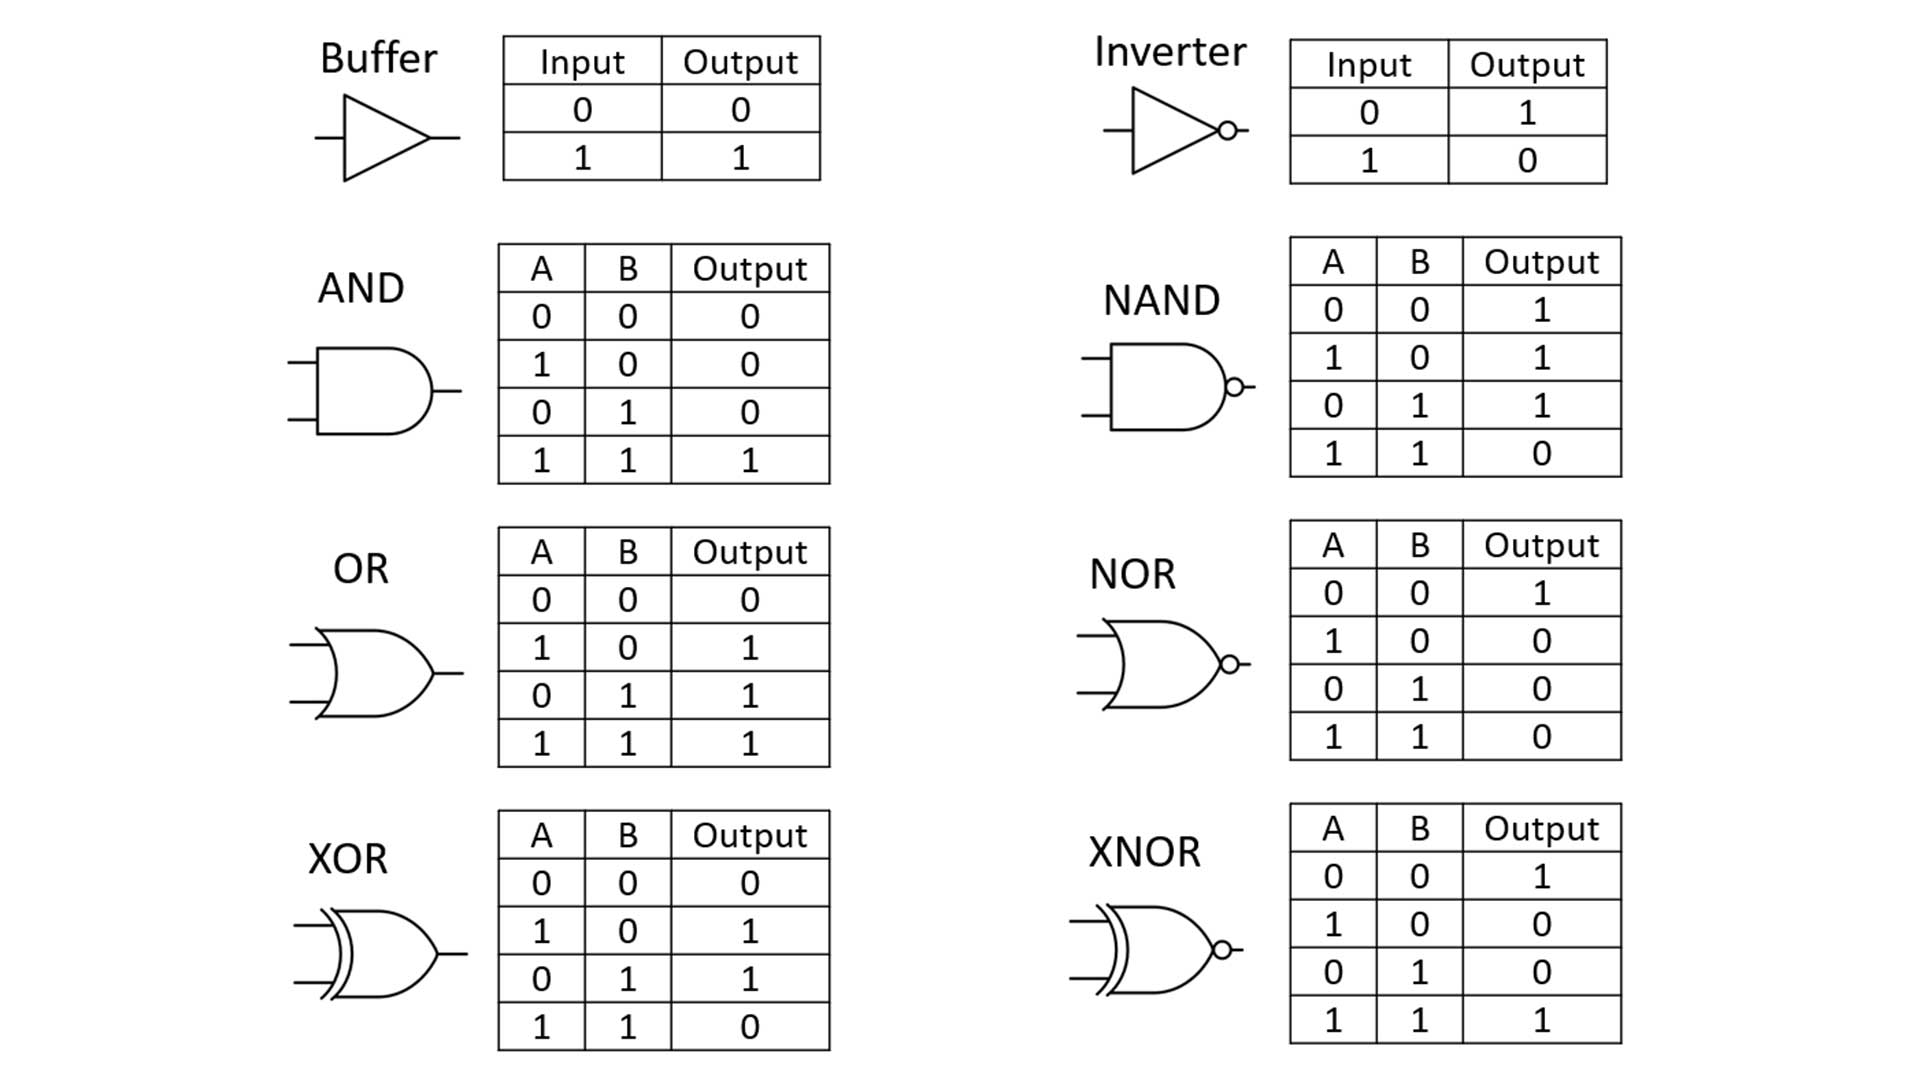 Buffer
Input Output
0 0
1 1
Inverter
Input Output
0 1
1 0
AND
A B Output
0 0 0
1 0 0
0 1 0
1 1 1
NAND
A B Output
0 0 1
1 0 1
0 1 1
1 1 0
OR
A B Output
0 0 0
1 0 1
0 1 1
1 1 1
NOR
A B Output
0 0 1
1 0 0
0 1 0
1 1 0
XOR
A B Output
0 0 0
1 0 1
0 1 1
1 1 0
XNOR
A B Output
0 0 1
1 0 0
0 1 0
1 1 1